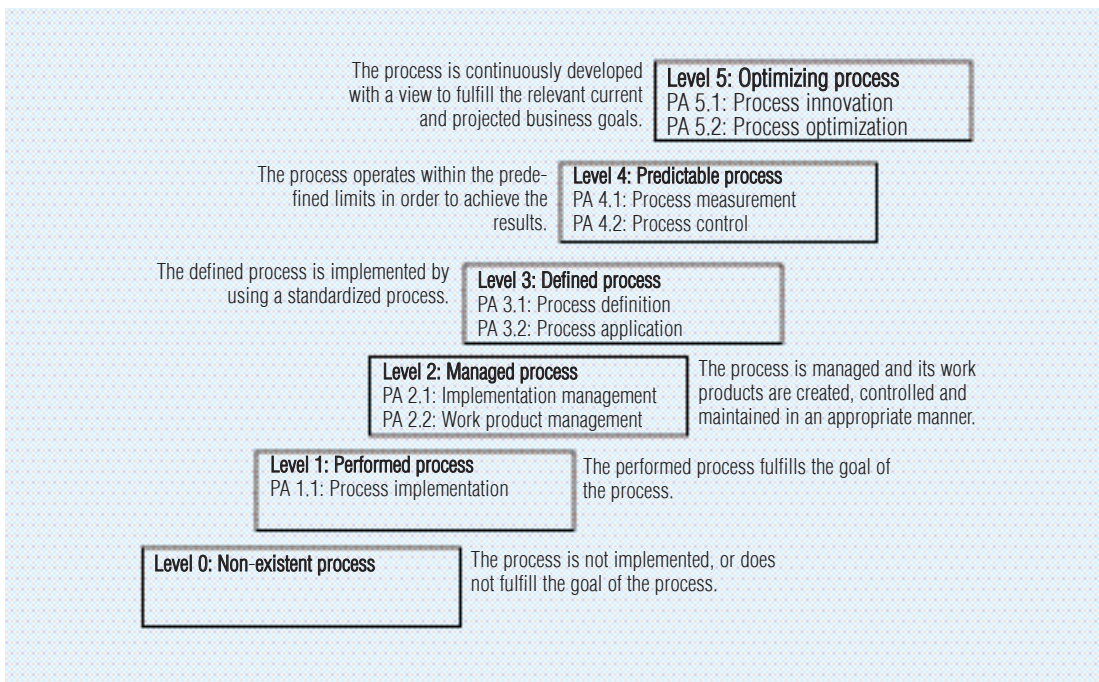 The process is continuously developed
with a view to fulfill the relevant current
and projected business goals.
Level 5: Optimizing process
PA 5.1: Process innovation
PA 5.2: Process optimization
The process operates within the prede-
fined limits in order to achieve the
results.
Level 4: Predictable process
PA 4.1: Process measurement
PA 4.2: Process control
The defined process is implemented by
using a standardized process.
Level 3: Defined process
PA 3.1: Process definition
PA 3.2: Process application
Level 2: Managed process
PA 2.1: Implementation management
PA 2.2: Work product management
The process is managed and its work
products are created, controlled and
maintained in an appropriate manner.
Level 1: Performed process
PA 1.1: Process implementation
The performed process fulfills the goal of
the process.
Level 0: Non-existent process
The process is not implemented, or does
not fulfill the goal of the process.